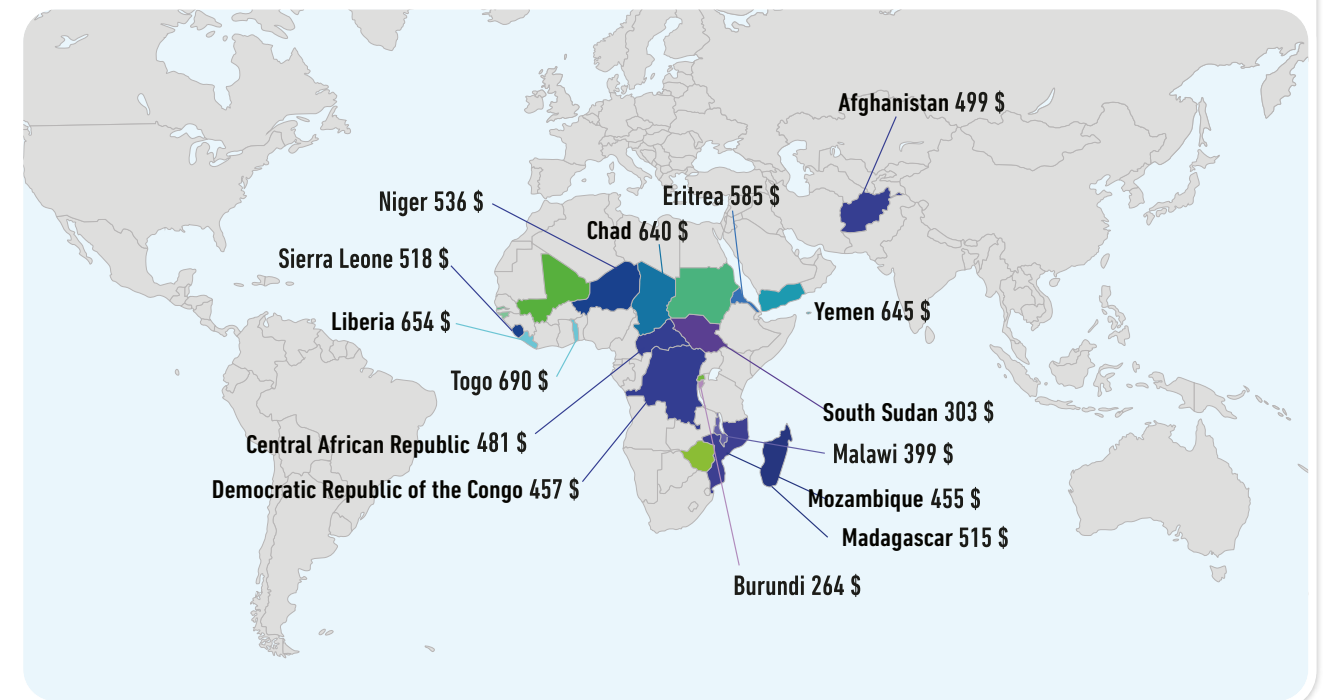 Afghanistan 499 $
Niger 536 $
Eritrea 585 $
Chad 640 $
Sierra Leone 518 $
Yemen 645 $
Liberia 654 $
Togo 690 $
South Sudan 303 $
Central African Republic 481 $
Malawi 399 $
Democratic Republic of the Congo 457 $
Mozambique 455 $
Madagascar 515 $
Burundi 264 $